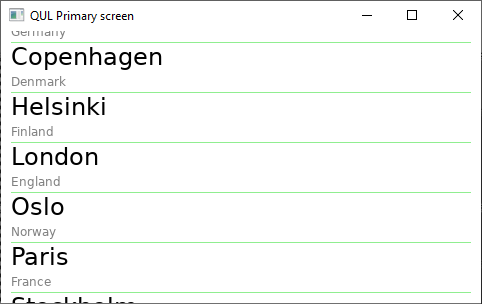 QUL Primary screen
Germany
Copenhagen
Denmark
Helsinki
Finland
London
England
Oslo
Norway
Paris
France
Stockholm